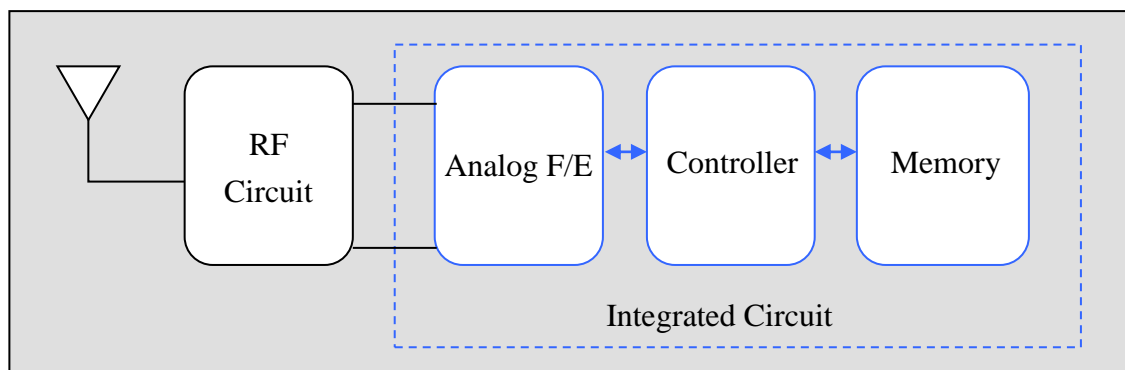 RF
Circuit
Analog F/E
Controller
Memory
Integrated Circuit